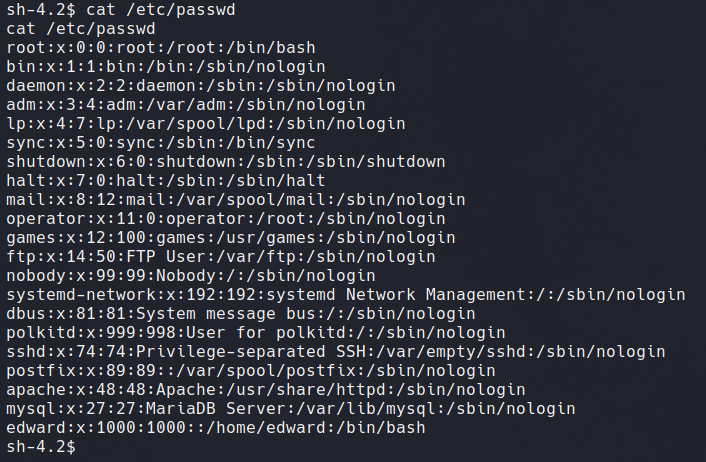 sh-4.2$ cat /etc/passwd
cat /etc/passwd
root:x:0:0:root:/root:/bin/bash
bin:x:1:1:bin:/bin:/sbin/nologin
daemon:x:2:2:daemon:/sbin:/sbin/nologin
adm:x:3:4:adm:/var/adm:/sbin/nologin
lp:x:4:7:lp:/var/spool/lpd:/sbin/nologin
sync:x:5:0:sync:/sbin:/bin/sync
shutdown:x:6:0:shutdown:/sbin:/sbin/shutdown
halt:x:7:0:halt:/sbin:/sbin/halt
mail:x:8:12:mail:/var/spool/mail:/sbin/nologin
operator:x:11:0:operator:/root:/sbin/nologin
games:x:12:100:games:/usr/games:/sbin/nologin
ftp:x:14:50:FTP User:/var/ftp:/sbin/nologin
nobody:x:99:99:Nobody:/:/sbin/nologin
systemd-network:x:192:192:systemd Network Management:/:/sbin/nologin
dbus:x:81:81:System message bus:/:/sbin/nologin
polkitd:x:999:998:User for polkitd:/:/sbin/nologin
sshd:x:74:74:Privilege-separated SSH:/var/empty/sshd:/sbin/nologin
postfix:x:89:89::/var/spool/postfix:/sbin/nologin
apache:x:48:48:Apache:/usr/share/httpd:/sbin/nologin
mysql:x:27:27:MariaDB Server:/var/lib/mysql:/sbin/nologin
edward:x:1000:1000::/home/edward:/bin/bash
sh-4.2$